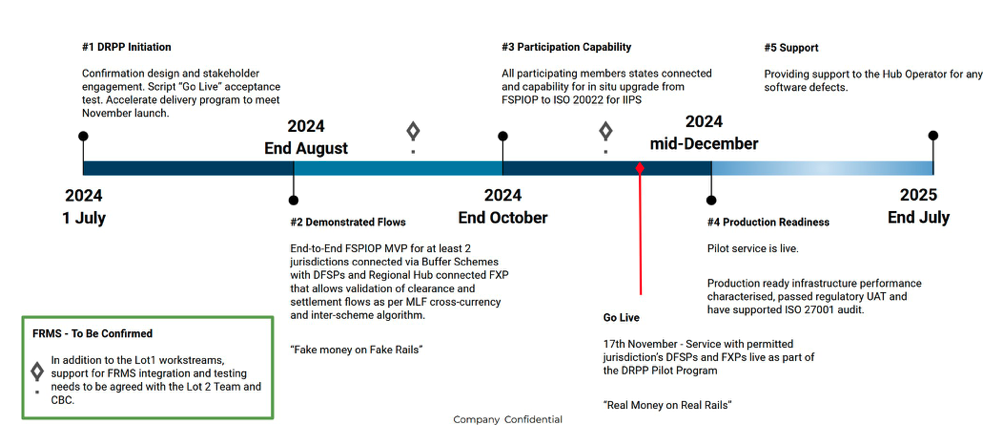 #1 DRPP Initiation
Confirmation design and stakeholder
engagement. Script "Go Live" acceptance
test. Accelerate delivery program to meet
November launch.
#3 Participation Capability
All participating members states connected
and capability for in situ upgrade from
FSPIOP to ISO 20022 for IIPS
#5 Support
Providing support to the Hub Operator for any
software defects.
2024
End August
2024
mid-December
2024
1 July
2024
End October
2025
End July
#2 Demonstrated Flows
End-to-End FSPIOP MVP for at least 2
jurisdictions connected via Buffer Schemes
with DFSPs and Regional Hub connected FXP
that allows validation of clearance and
settlement flows as per MLF cross-currency
and inter-scheme algorithm.
"Fake money on Fake Rails"
#4 Production Readiness
Pilot service is live.
Production ready infrastructure performance
characterised, passed regulatory UAT and
have supported ISO 27001 audit.
Go Live
17th November - Service with permitted
jurisdiction's DFSPs and FXPs live as part of
the DRPP Pilot Program
"Real Money on Real Rails"
FRMS - To Be Confirmed
In addition to the Lot1 workstreams,
support for FRMS integration and testing
needs to be agreed with the Lot 2 Team and
CBC.
Company Confidential